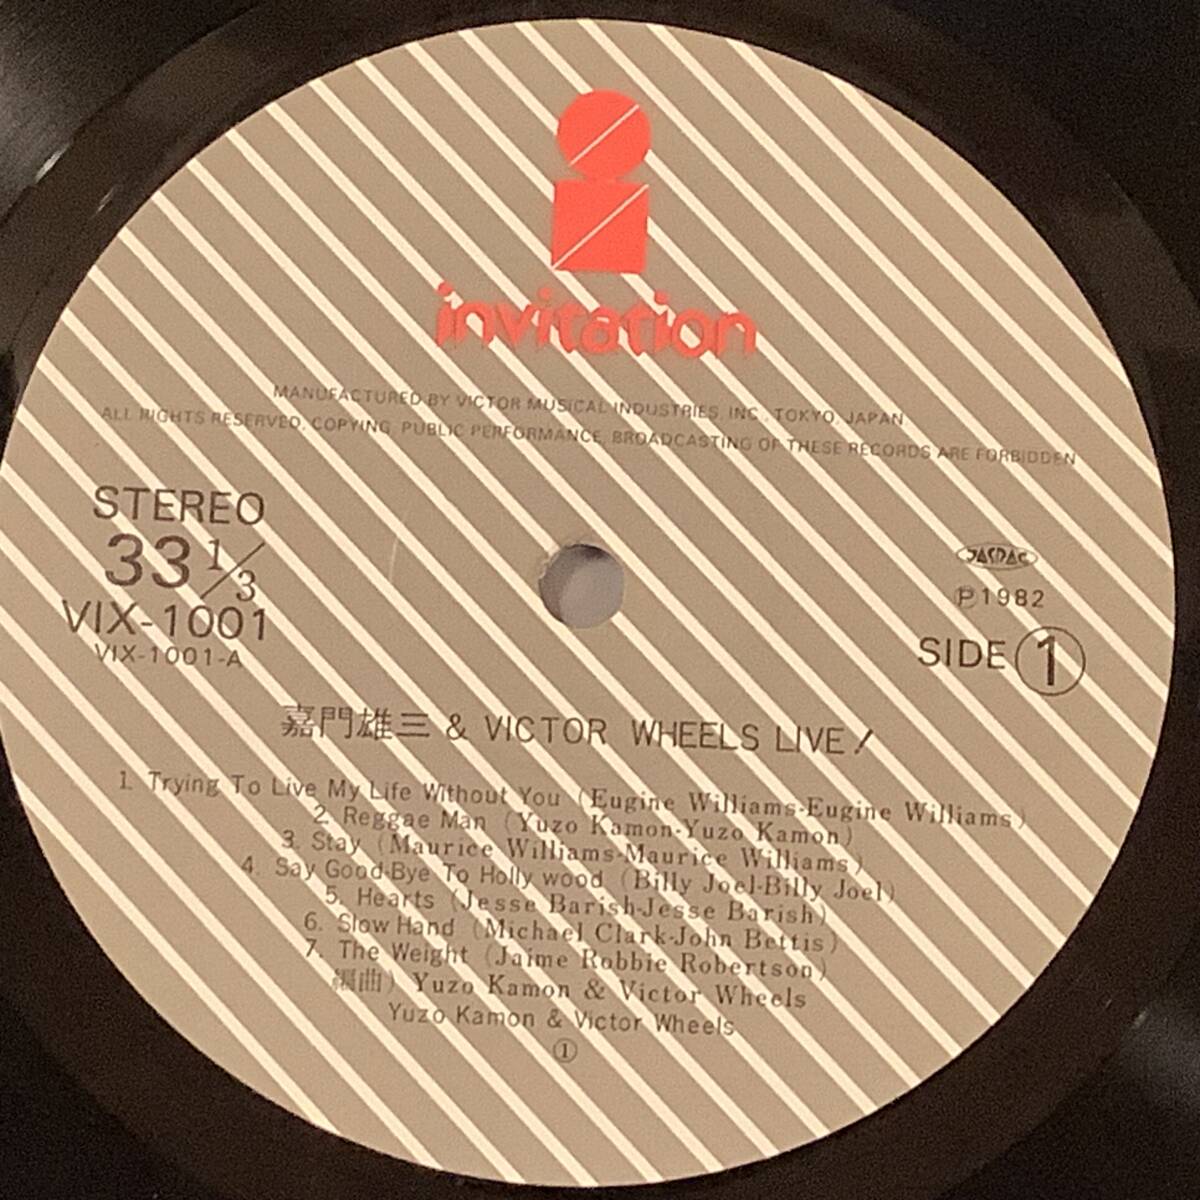 invitation
MANUFACTURED BY VICTOR MUSICAL INDUSTRIES, INC., TOKYO, JAPAN
ALL RIGHTS RESERVED, COPYING, PUBLIC PERFORMANCE, BROADCASTING OF THESE RECORDS ARE FORBIDDEN
STEREO
33 1/3
VIX-1001
VIX-1001-A
JASRAC
Ⓟ1982
SIDE ①
嘉門雄三 & VICTOR WHEELS LIVE!
1. Trying To Live My Life Without You (Eugine Williams-Eugine Williams)
2. Reggae Man (Yuzo Kamon-Yuzo Kamon)
3. Stay (Maurice Williams-Maurice Williams)
4. Say Good-Bye To Holly wood (Billy Joel-Billy Joel)
5. Hearts (Jesse Barish-Jesse Barish)
6. Slow Hand (Michael Clark-John Bettis)
7. The Weight (Jaime Robbie Robertson)
編曲) Yuzo Kamon & Victor Wheels
Yuzo Kamon & Victor Wheels
①